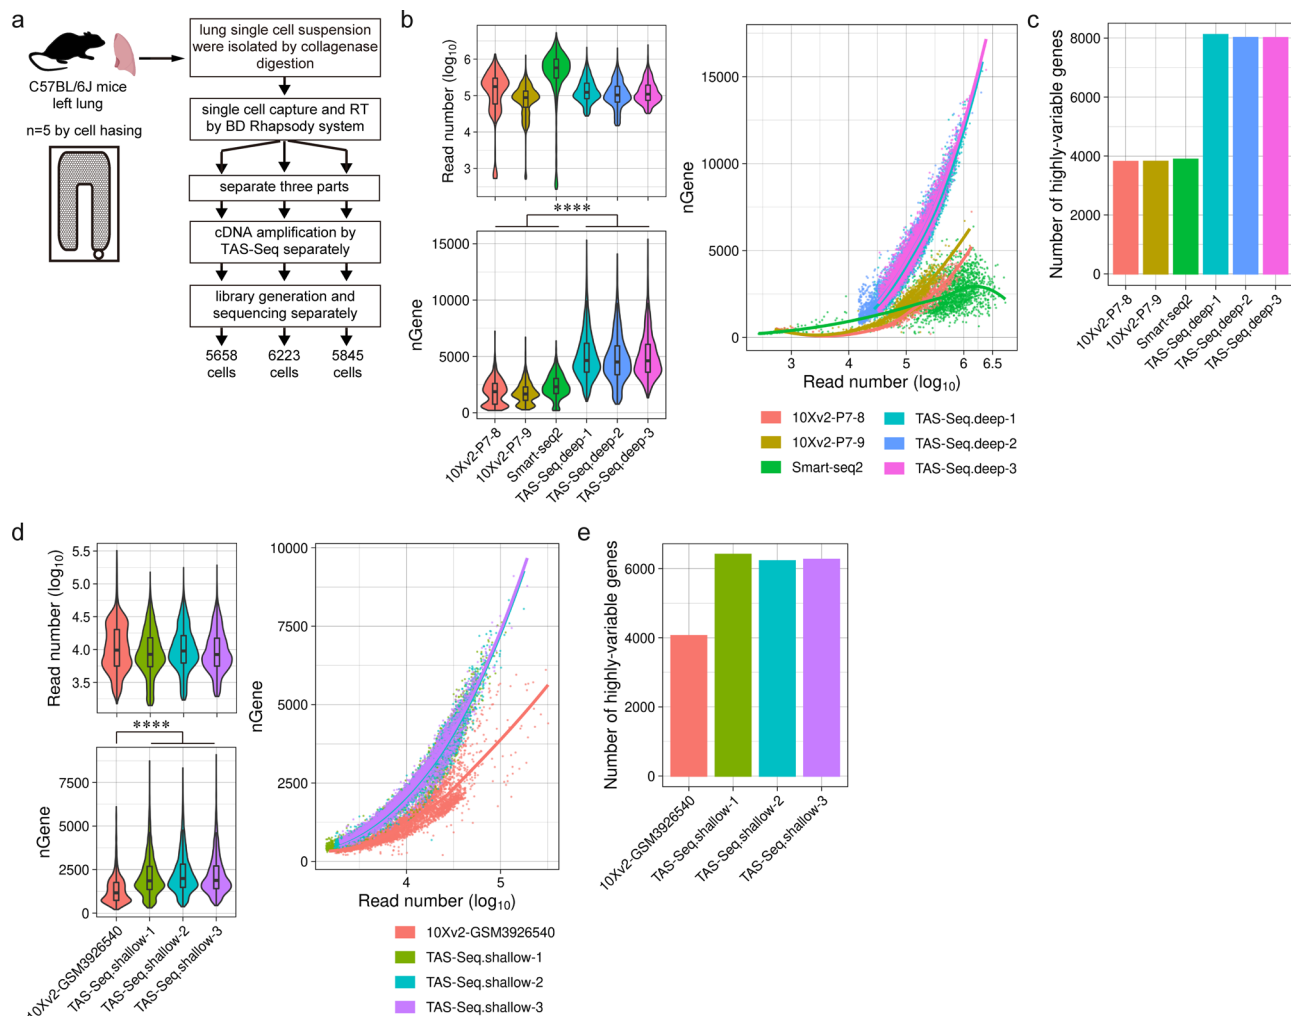 a
C57BL/6J mice
left lung
n=5 by cell hasing
lung single cell suspension
were isolated by collagenase
digestion
single cell capture and RT
by BD Rhapsody system
separate three parts
cDNA amplification by
TAS-Seq separately
library generation and
sequencing separately
5658 6223 5845
cells cells cells
b
Read number (log10)
6
5
4
3
****
nGene
15000
10000
5000
0
10Xv2-P7-8
10Xv2-P7-9
Smart-seq2
TAS-Seq.deep-1
TAS-Seq.deep-2
TAS-Seq.deep-3
nGene
15000
10000
5000
0
3 4 5 6 6.5
Read number (log10)
10Xv2-P7-8
10Xv2-P7-9
Smart-seq2
TAS-Seq.deep-1
TAS-Seq.deep-2
TAS-Seq.deep-3
c
Number of highly-variable genes
8000
6000
4000
2000
0
10Xv2-P7-8
10Xv2-P7-9
Smart-seq2
TAS-Seq.deep-1
TAS-Seq.deep-2
TAS-Seq.deep-3
d
Read number (log10)
5.5
5.0
4.5
4.0
3.5
****
nGene
7500
5000
2500
0
10Xv2-GSM3926540
TAS-Seq.shallow-1
TAS-Seq.shallow-2
TAS-Seq.shallow-3
nGene
10000
7500
5000
2500
0
4 5
Read number (log10)
10Xv2-GSM3926540
TAS-Seq.shallow-1
TAS-Seq.shallow-2
TAS-Seq.shallow-3
e
Number of highly-variable genes
6000
4000
2000
0
10Xv2-GSM3926540
TAS-Seq.shallow-1
TAS-Seq.shallow-2
TAS-Seq.shallow-3